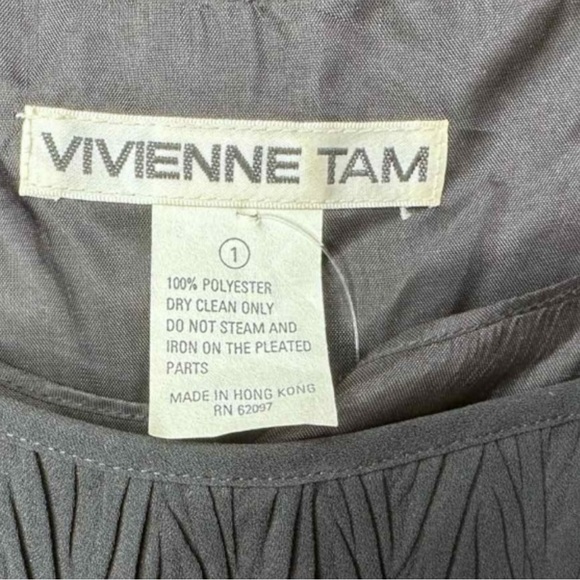 VIVIENNE TAM
1
100% POLYESTER
DRY CLEAN ONLY
DO NOT STEAM AND
IRON ON THE PLEATED
PARTS
MADE IN HONG KONG
RN 62097